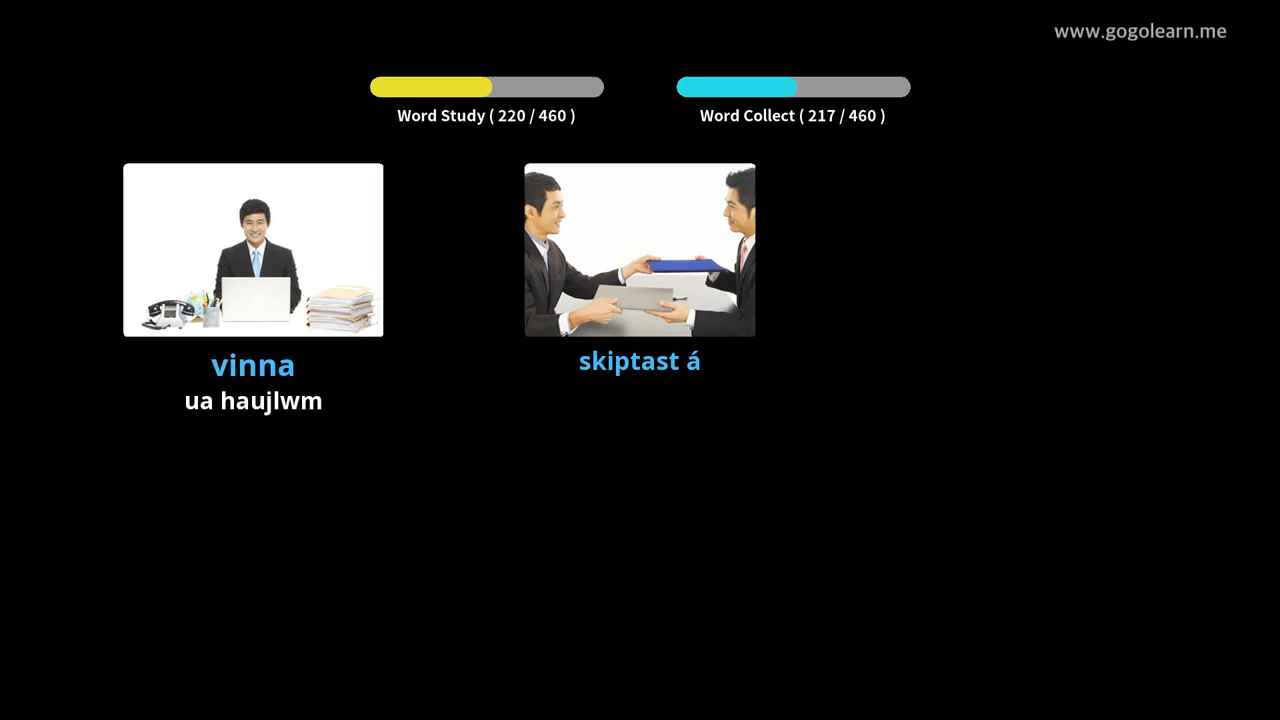 www.gogolearn.me
Word Study ( 220 / 460 )
Word Collect ( 217 / 460 )
vinna
ua haujlwm
skiptast á